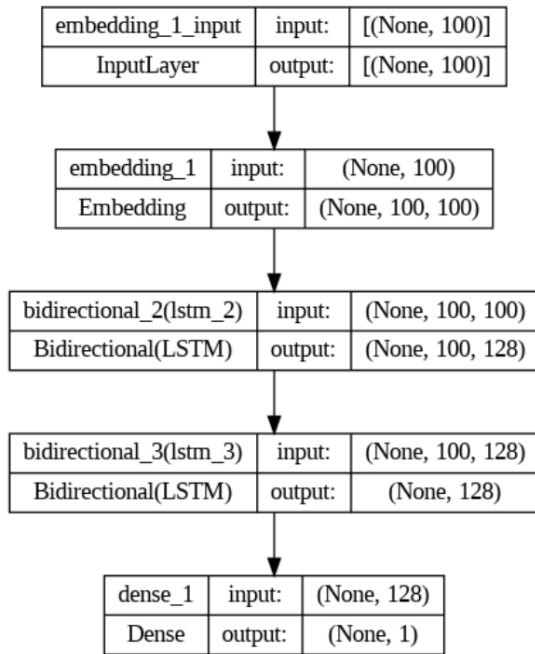 embedding_1_input input: [(None, 100)]
InputLayer output: [(None, 100)]
embedding_1 input: (None, 100)
Embedding output: (None, 100, 100)
bidirectional_2(lstm_2) input: (None, 100, 100)
Bidirectional(LSTM) output: (None, 100, 128)
bidirectional_3(lstm_3) input: (None, 100, 128)
Bidirectional(LSTM) output: (None, 128)
dense_1 input: (None, 128)
Dense output: (None, 1)